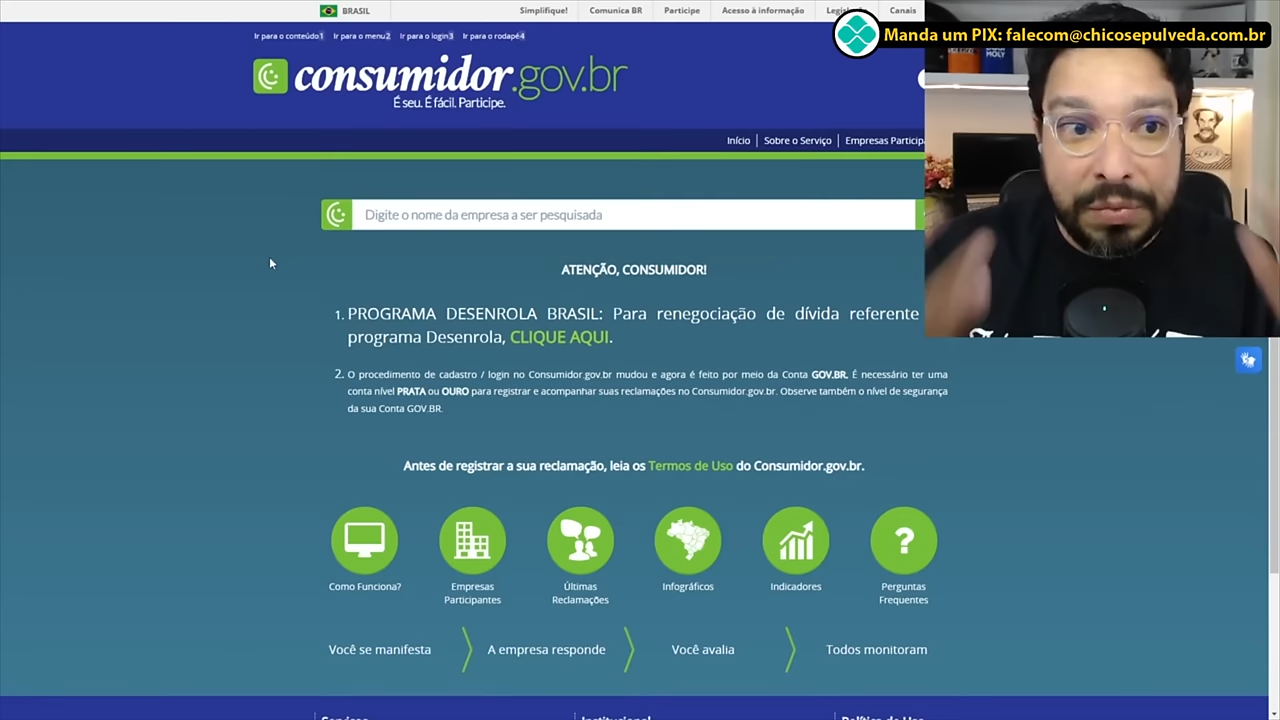 BRASIL Simplifique! Comunica BR Participe Acesso à informação Canais
Manda um PIX: falecom@chicosepulveda.com.br
Ir para o conteúdo1 Ir para o menu2 Ir para o login3 Ir para o rodapé4
consumidor.gov.br
É seu. É fácil. Participe.
Início Sobre o Serviço Empresas Particip
Digite o nome da empresa a ser pesquisada
ATENÇÃO, CONSUMIDOR!
1. PROGRAMA DESENROLA BRASIL: Para renegociação de dívida referente
programa Desenrola, CLIQUE AQUI.
2. O procedimento de cadastro / login no Consumidor.gov.br mudou e agora é feito por meio da Conta GOV.BR. É necessário ter uma
conta nível PRATA ou OURO para registrar e acompanhar suas reclamações no Consumidor.gov.br. Observe também o nível de segurança
da sua Conta GOV.BR.
Antes de registrar a sua reclamação, leia os Termos de Uso do Consumidor.gov.br.
Como Funciona?
Empresas
Participantes
Últimas
Reclamações
Infográficos
Indicadores
Perguntas
Frequentes
Você se manifesta A empresa responde Você avalia Todos monitoram